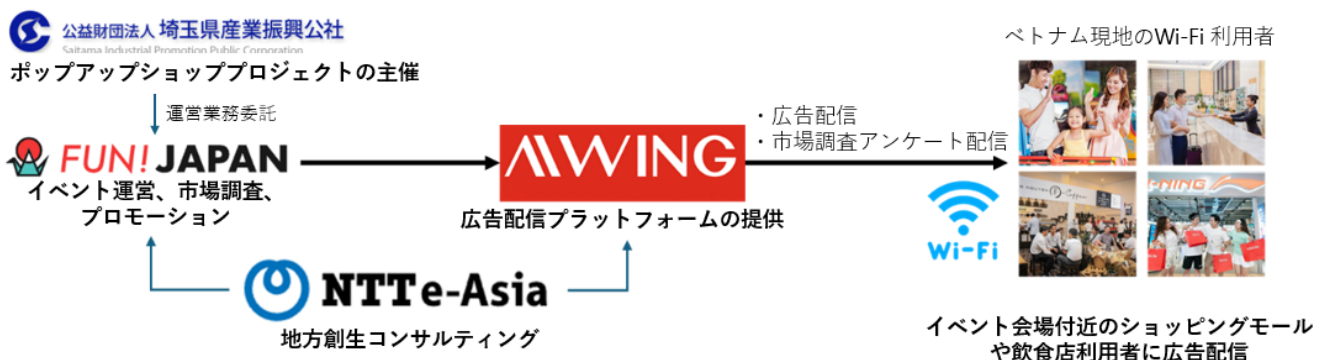 公益財団法人 埼玉県産業振興公社
Saitama Industrial Promotion Public Corporation
ポップアップショッププロジェクトの主催
運営業務委託
FUN! JAPAN
イベント運営、市場調査、
プロモーション
AWING
広告配信プラットフォームの提供
NTT e-Asia
地方創生コンサルティング
・広告配信
・市場調査アンケート配信
ベトナム現地のWi-Fi 利用者
Wi-Fi
イベント会場付近のショッピングモール
や飲食店利用者に広告配信